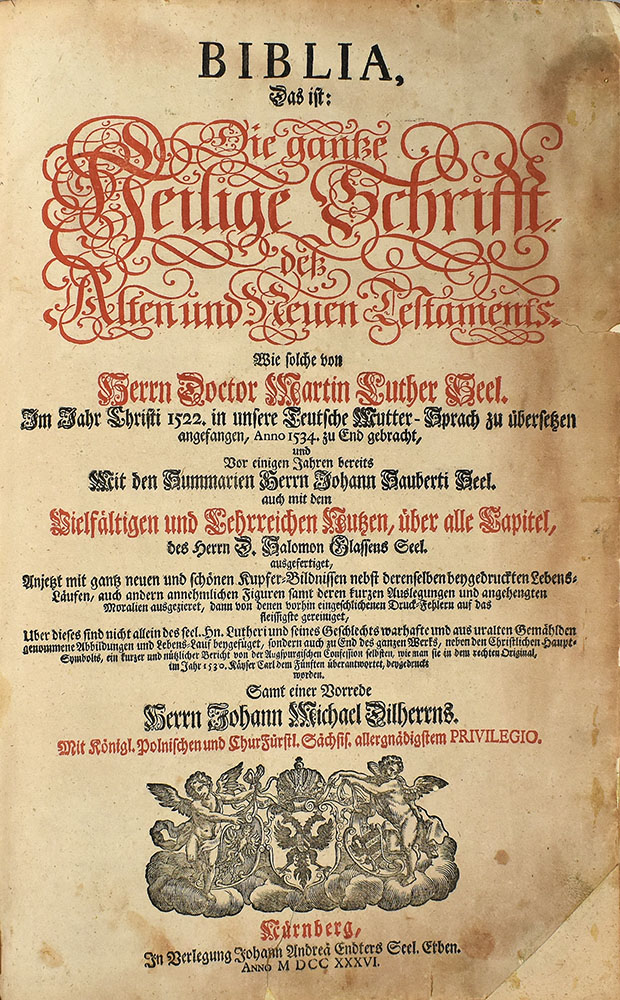 BIBLIA,
Das ist:
Die gantze
Heilige Schrifft,
deß
Alten und Neuen Testaments.
Wie solche von
Herrn Doctor Martin Luther Seel.
Im Jahr Christi 1522. in unsere Teutsche Mutter-Sprach zu übersetzen
angefangen, Anno 1534. zu End gebracht,
und
Vor einigen Jahren bereits
Mit den Summarien Herrn Johann Sauberti Seel.
auch mit dem
Vielfältigen und Lehrreichen Nutzen, über alle Capitel,
des Herrn D. Salomon Glassens Seel.
ausgefertiget,
Anjetzt mit gantz neuen und schönen Kupfer-Bildnissen nebst derenselben beygedruckten Lebens-
Läufen, auch andern annehmlichen Figuren samt deren kurzen Auslegungen und angehengten
Moralien ausgezieret, dann von denen vorhin eingeschlichenen Druck-Fehlern auf das
fleissigste gereiniget,
Uber dieses sind nicht allein des seel. Hn. Lutheri und seines Geschlechts warhafte und aus uralten Gemählden
genommene Abbildungen und Lebens-Lauf beygefüget, sondern auch zu End des ganzen Werks, neben den Christlichen Haupt-
Symbolis, ein kurzer und nützlicher Bericht von der Augspurgischen Confession selbsten, wie man sie in dem rechten Original,
im Jahr 1530. Käyser Carl dem Fünften überantwortet, beygedruckt
worden.
Samt einer Vorrede
Herrn Johann Michael Dilherrns.
Mit Königl. Polnischen und ChurFürstl. Sächsis. allergnädigstem PRIVILEGIO.
Nürnberg,
In Verlegung Johann Andreä Endters Seel. Erben.
ANNO M DCC XXXVI.